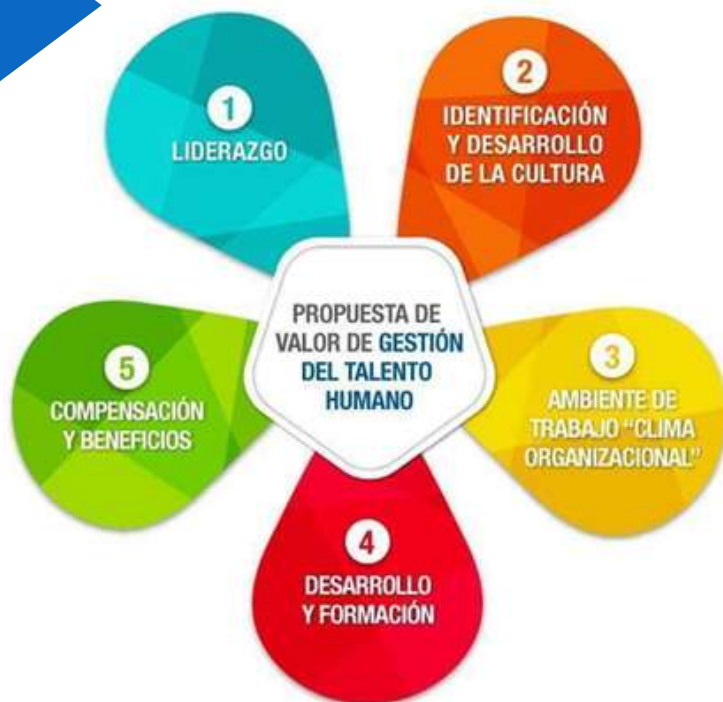 1
LIDERAZGO
2
IDENTIFICACIÓN
Y DESARROLLO
DE LA CULTURA
PROPUESTA DE
VALOR DE GESTIÓN
DEL TALENTO
HUMANO
3
AMBIENTE DE
TRABAJO “CLIMA
ORGANIZACIONAL”
4
DESARROLLO
Y FORMACIÓN
5
COMPENSACIÓN
Y BENEFICIOS